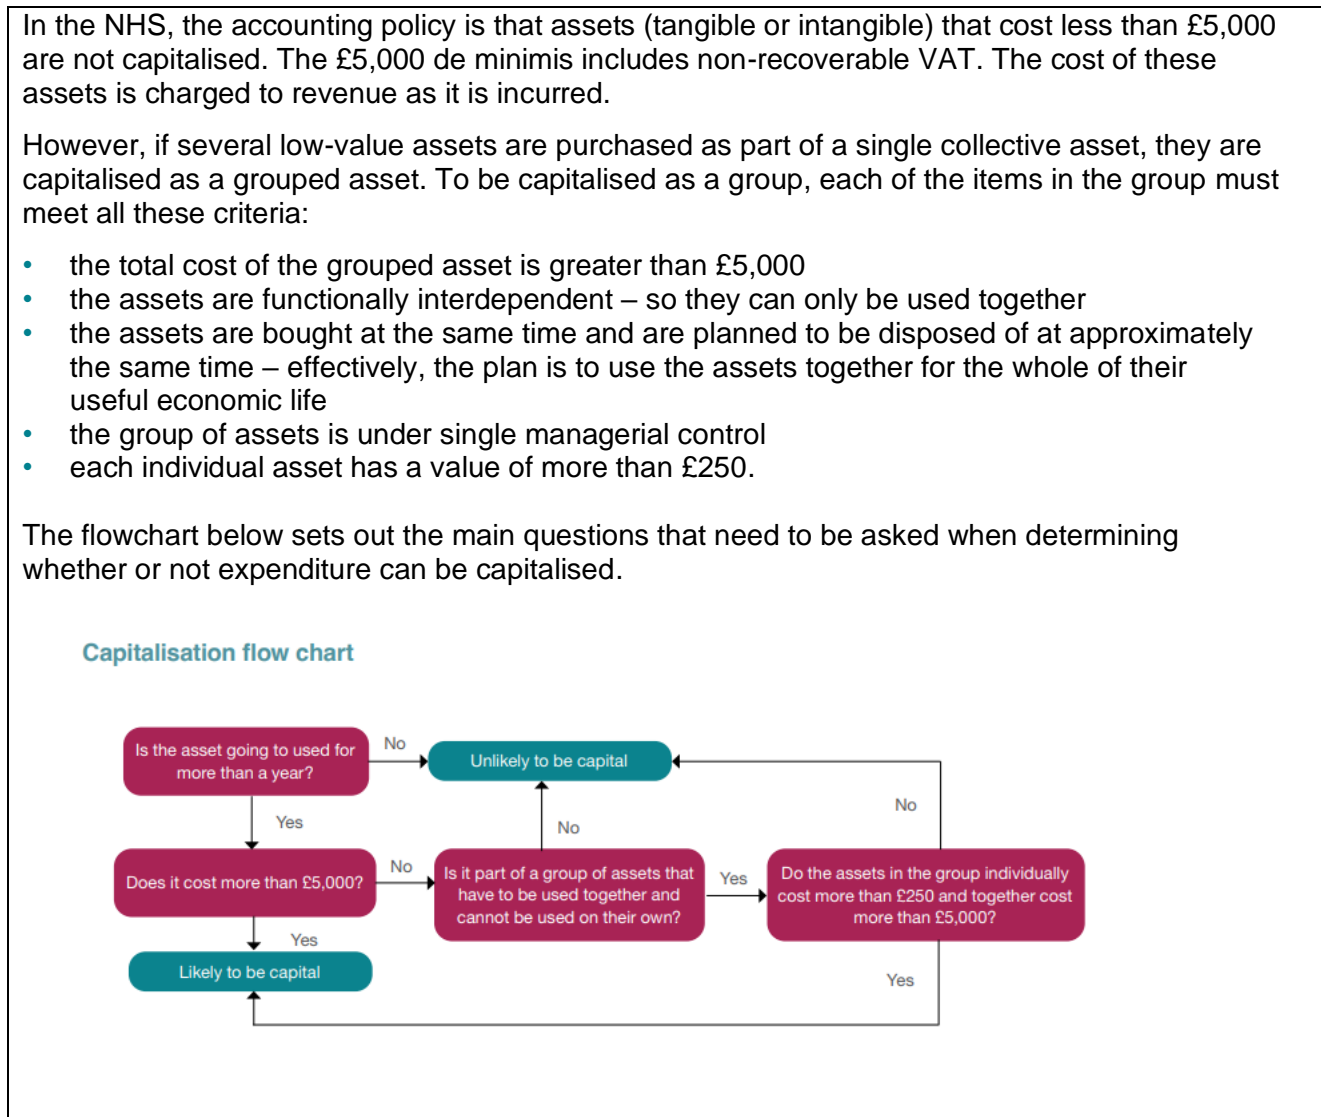 In the NHS, the accounting policy is that assets (tangible or intangible) that cost less than £5,000
are not capitalised. The £5,000 de minimis includes non-recoverable VAT. The cost of these
assets is charged to revenue as it is incurred.
However, if several low-value assets are purchased as part of a single collective asset, they are
capitalised as a grouped asset. To be capitalised as a group, each of the items in the group must
meet all these criteria:
• the total cost of the grouped asset is greater than £5,000
• the assets are functionally interdependent – so they can only be used together
• the assets are bought at the same time and are planned to be disposed of at approximately
the same time – effectively, the plan is to use the assets together for the whole of their
useful economic life
• the group of assets is under single managerial control
• each individual asset has a value of more than £250.
The flowchart below sets out the main questions that need to be asked when determining
whether or not expenditure can be capitalised.
Capitalisation flow chart
Is the asset going to used for
more than a year?
No
Unlikely to be capital
Yes
No
No
Does it cost more than £5,000?
No
Is it part of a group of assets that
have to be used together and
cannot be used on their own?
Yes
Do the assets in the group individually
cost more than £250 and together cost
more than £5,000?
Yes
Likely to be capital
Yes